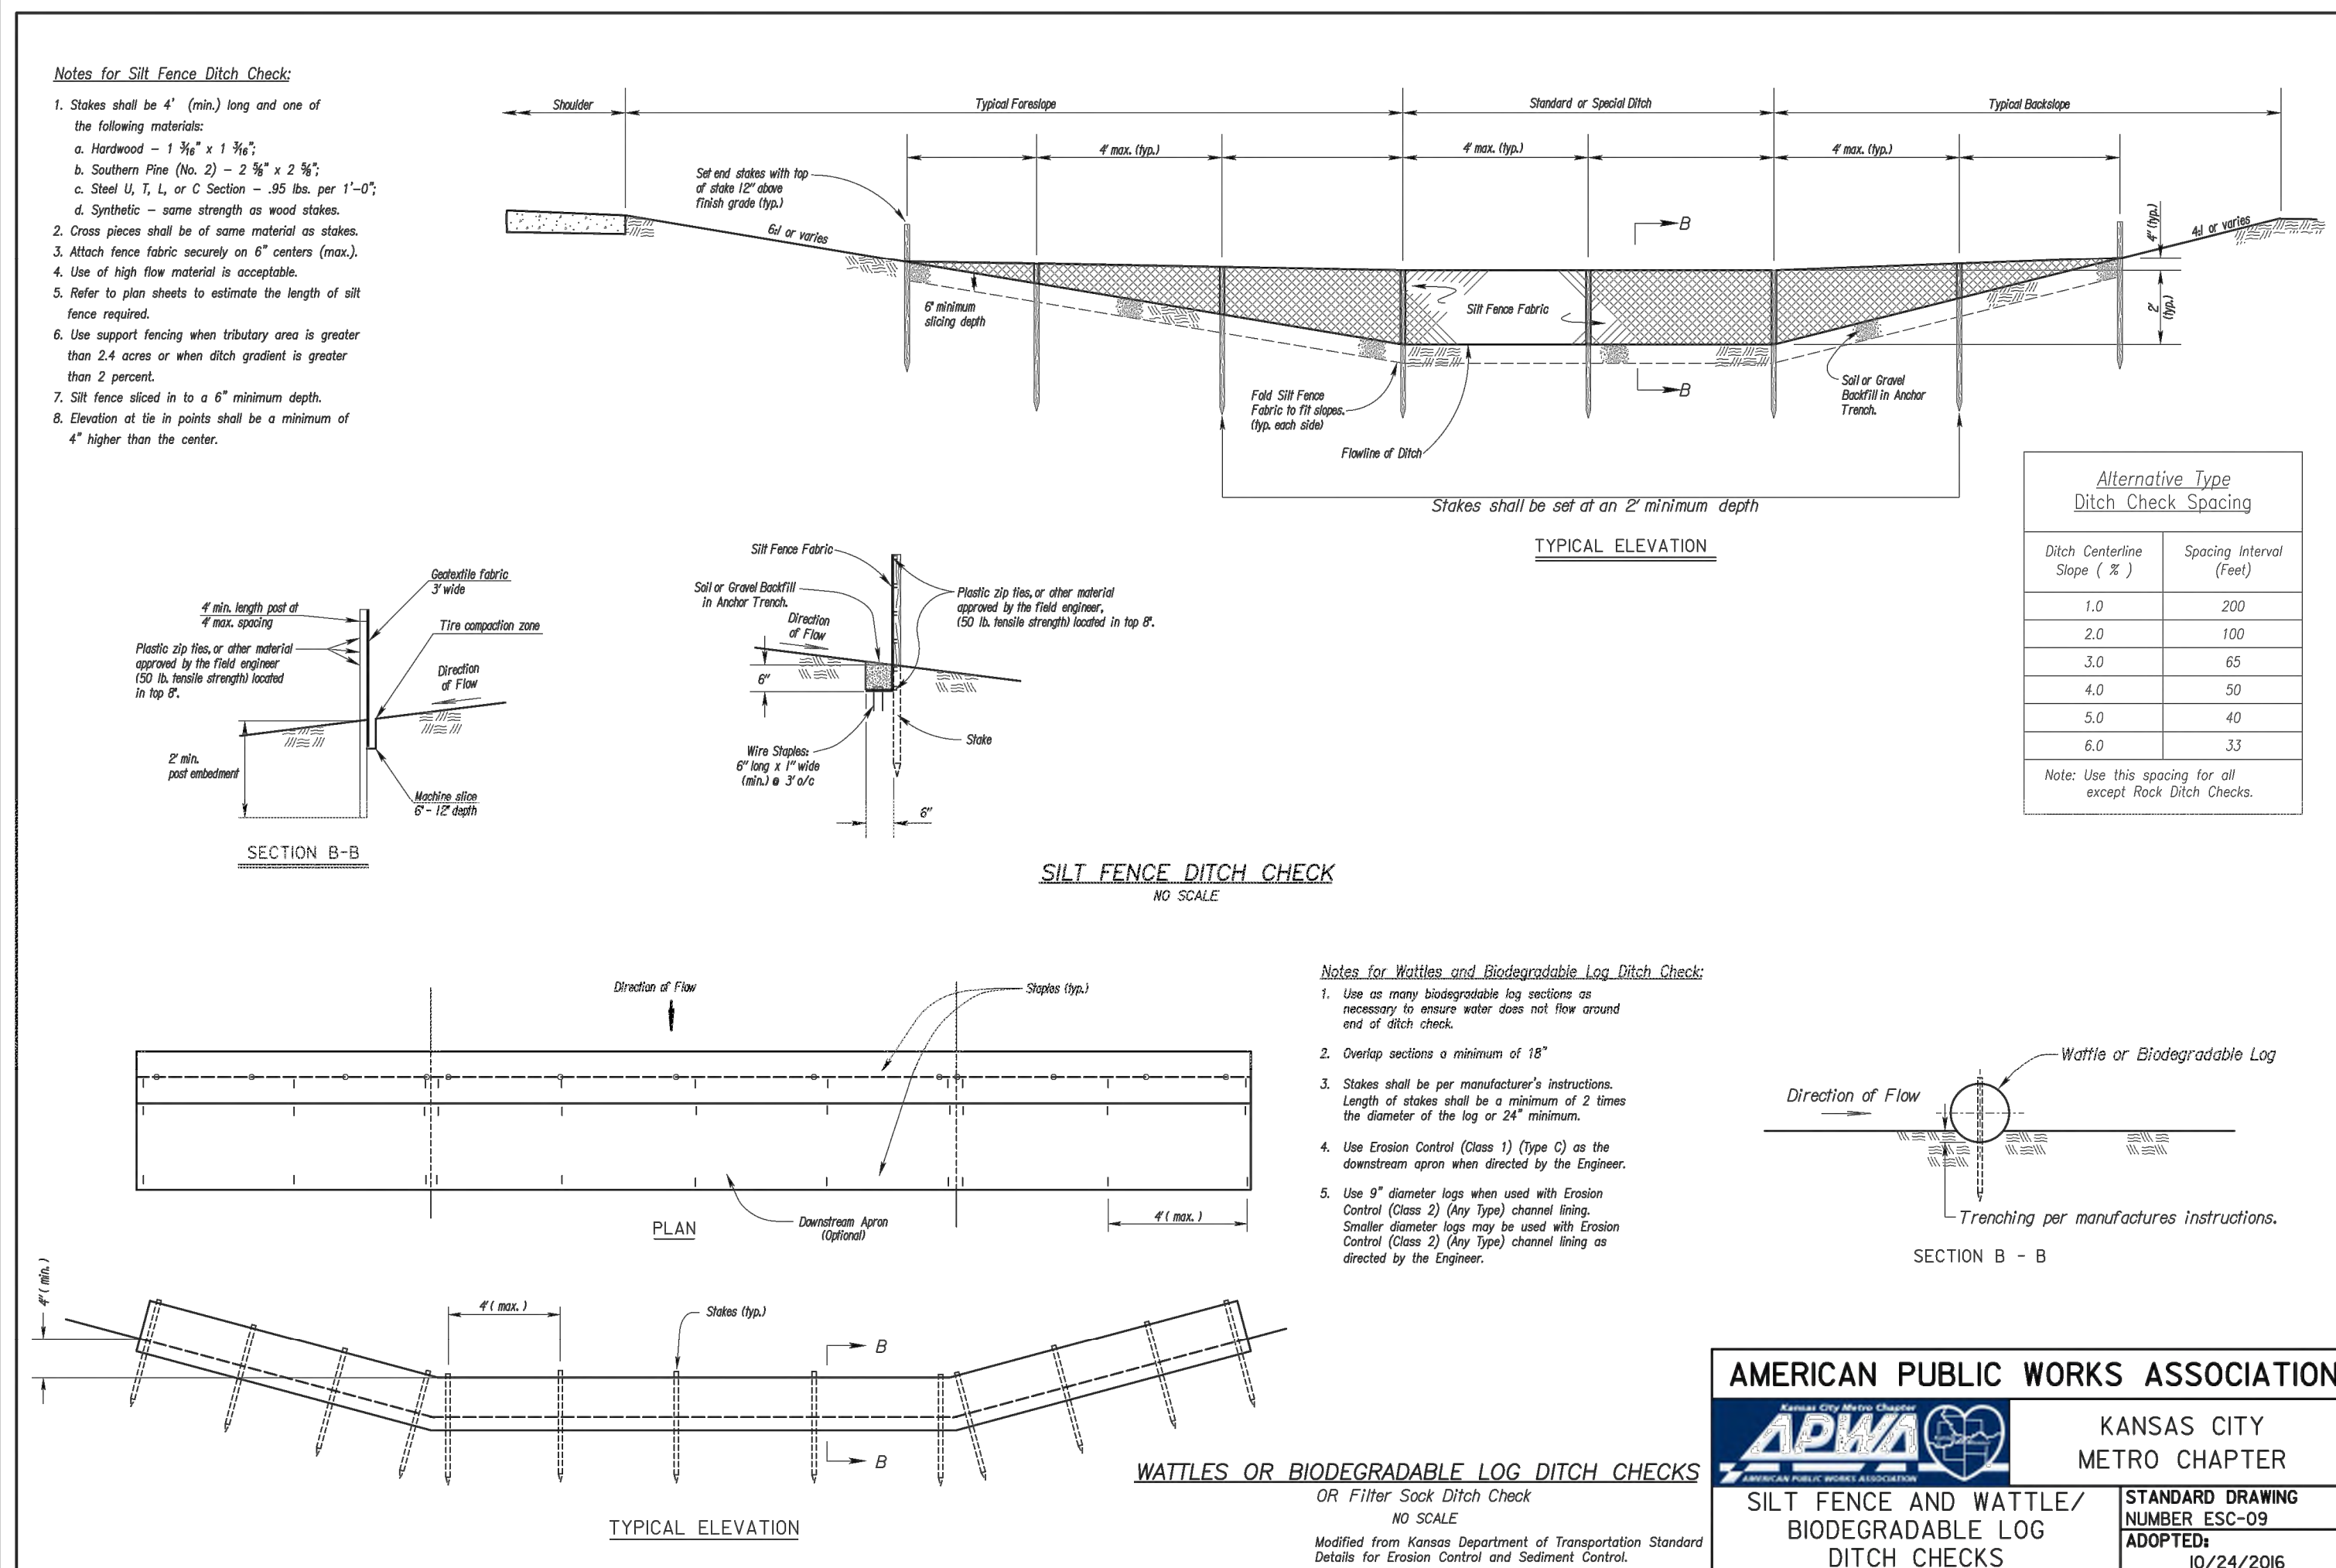 Notes for Silt Fence Ditch Check:
1. Stakes shall be 4' (min.) long and one of
the following materials:
a. Hardwood – 1 3⁄16" x 1 3⁄16";
b. Southern Pine (No. 2) – 2 5⁄8" x 2 5⁄8";
c. Steel U, T, L, or C Section – .95 lbs. per 1'-0";
d. Synthetic – same strength as wood stakes.
2. Cross pieces shall be of same material as stakes.
3. Attach fence fabric securely on 6" centers (max.).
4. Use of high flow material is acceptable.
5. Refer to plan sheets to estimate the length of silt
fence required.
6. Use support fencing when tributary area is greater
than 2.4 acres or when ditch gradient is greater
than 2 percent.
7. Silt fence sliced in to a 6" minimum depth.
8. Elevation at tie in points shall be a minimum of
4" higher than the center.
Shoulder
Typical Foreslope
Standard or Special Ditch
Typical Backslope
4' max. (typ.)
4' max. (typ.)
4' max. (typ.)
Set end stakes with top
of stake 12" above
finish grade (typ.)
6:1 or varies
B
4" (typ.)
4:1 or varies
6" minimum
slicing depth
Silt Fence Fabric
2'
(typ.)
Fold Silt Fence
Fabric to fit slopes.
(typ. each side)
B
Soil or Gravel
Backfill in Anchor
Trench.
Flowline of Ditch
Stakes shall be set at an 2' minimum depth
TYPICAL ELEVATION
Alternative Type
Ditch Check Spacing
Ditch Centerline
Slope ( % )
Spacing Interval
(Feet)
1.0 200
2.0 100
3.0 65
4.0 50
5.0 40
6.0 33
Note: Use this spacing for all
except Rock Ditch Checks.
Geotextile fabric
3' wide
4' min. length post at
4' max. spacing
Tire compaction zone
Plastic zip ties, or other material
approved by the field engineer
(50 lb. tensile strength) located
in top 8".
Direction
of Flow
2' min.
post embedment
Machine slice
6" - 12" depth
SECTION B-B
Silt Fence Fabric
Soil or Gravel Backfill
in Anchor Trench.
Direction
of Flow
Plastic zip ties, or other material
approved by the field engineer,
(50 lb. tensile strength) located in top 8".
6"
Stake
Wire Staples:
6" long x 1" wide
(min.) @ 3' o/c
6"
SILT FENCE DITCH CHECK
NO SCALE
Direction of Flow
Staples (typ.)
PLAN
Downstream Apron
(Optional)
4' ( max. )
4" ( min. )
4' ( max. )
Stakes (typ.)
B
B
TYPICAL ELEVATION
Notes for Wattles and Biodegradable Log Ditch Check:
1. Use as many biodegradable log sections as
necessary to ensure water does not flow around
end of ditch check.
2. Overlap sections a minimum of 18"
3. Stakes shall be per manufacturer's instructions.
Length of stakes shall be a minimum of 2 times
the diameter of the log or 24" minimum.
4. Use Erosion Control (Class 1) (Type C) as the
downstream apron when directed by the Engineer.
5. Use 9" diameter logs when used with Erosion
Control (Class 2) (Any Type) channel lining.
Smaller diameter logs may be used with Erosion
Control (Class 2) (Any Type) channel lining as
directed by the Engineer.
Wattle or Biodegradable Log
Direction of Flow
Trenching per manufactures instructions.
SECTION B - B
WATTLES OR BIODEGRADABLE LOG DITCH CHECKS
OR Filter Sock Ditch Check
NO SCALE
Modified from Kansas Department of Transportation Standard
Details for Erosion Control and Sediment Control.
AMERICAN PUBLIC WORKS ASSOCIATION
Kansas City Metro Chapter
APWA
AMERICAN PUBLIC WORKS ASSOCIATION
KANSAS CITY
METRO CHAPTER
SILT FENCE AND WATTLE/
BIODEGRADABLE LOG
DITCH CHECKS
STANDARD DRAWING
NUMBER ESC-09
ADOPTED:
10/24/2016